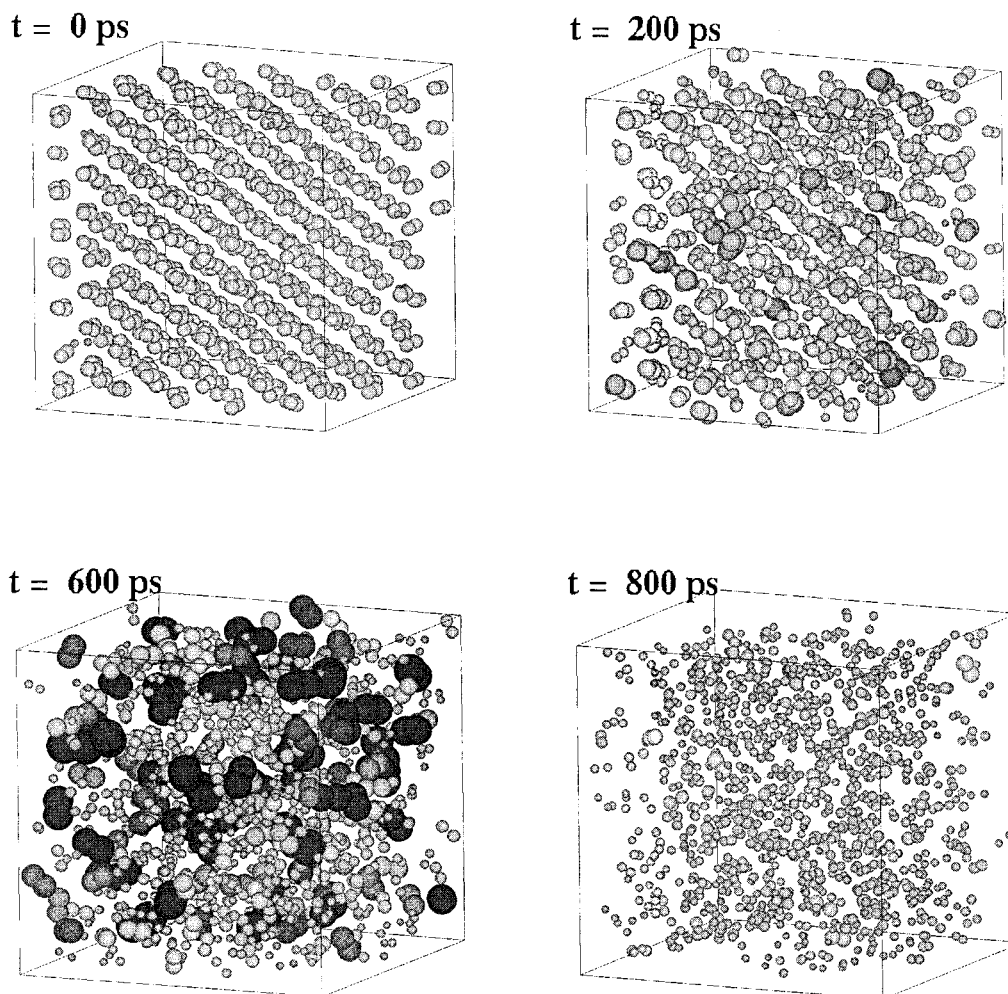 t = 0 ps
t = 200 ps
t = 600 ps
t = 800 ps